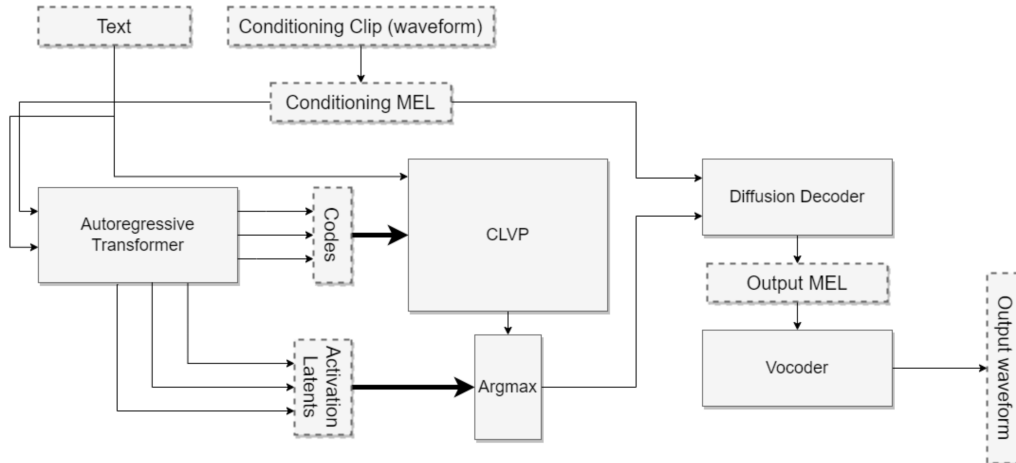 Text
Conditioning Clip (waveform)
Conditioning MEL
Autoregressive
Transformer
Codes
CLVP
Diffusion Decoder
Output MEL
Activation
Latents
Argmax
Vocoder
Output waveform